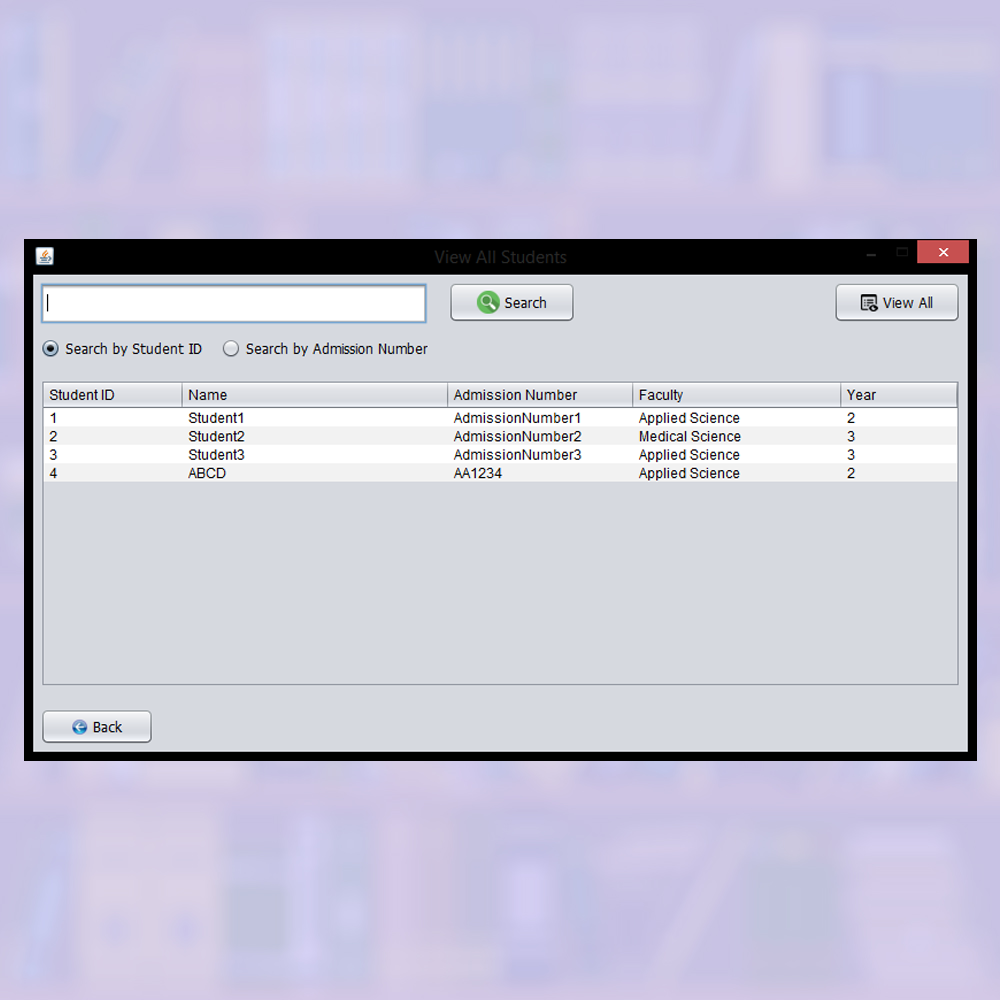 View All Students
Search
View All
Search by Student ID Search by Admission Number
Student ID Name Admission Number Faculty Year
1 Student1 AdmissionNumber1 Applied Science 2
2 Student2 AdmissionNumber2 Medical Science 3
3 Student3 AdmissionNumber3 Applied Science 3
4 ABCD AA1234 Applied Science 2
Back